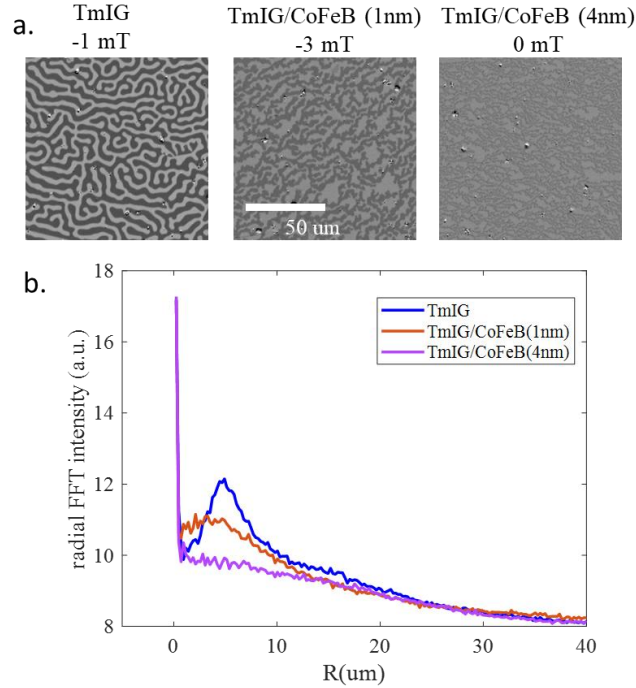 a.
TmIG
-1 mT
TmIG/CoFeB (1nm)
-3 mT
TmIG/CoFeB (4nm)
0 mT
50 um
b.
radial FFT intensity (a.u.)
18
16
14
12
10
8
TmIG
TmIG/CoFeB(1nm)
TmIG/CoFeB(4nm)
0
10
20
30
40
R(um)